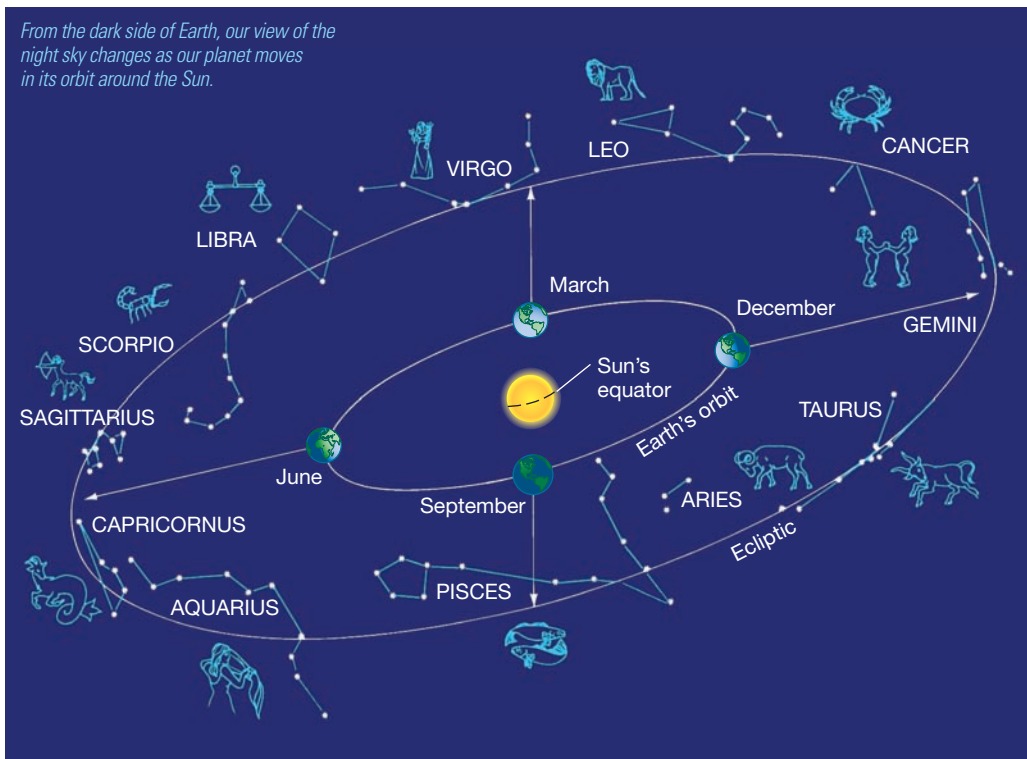 From the dark side of Earth, our view of the
night sky changes as our planet moves
in its orbit around the Sun.
LEO
CANCER
VIRGO
LIBRA
March
December
GEMINI
SCORPIO
Sun's
equator
SAGITTARIUS
TAURUS
Earth's orbit
June
September
ARIES
CAPRICORNUS
Ecliptic
PISCES
AQUARIUS